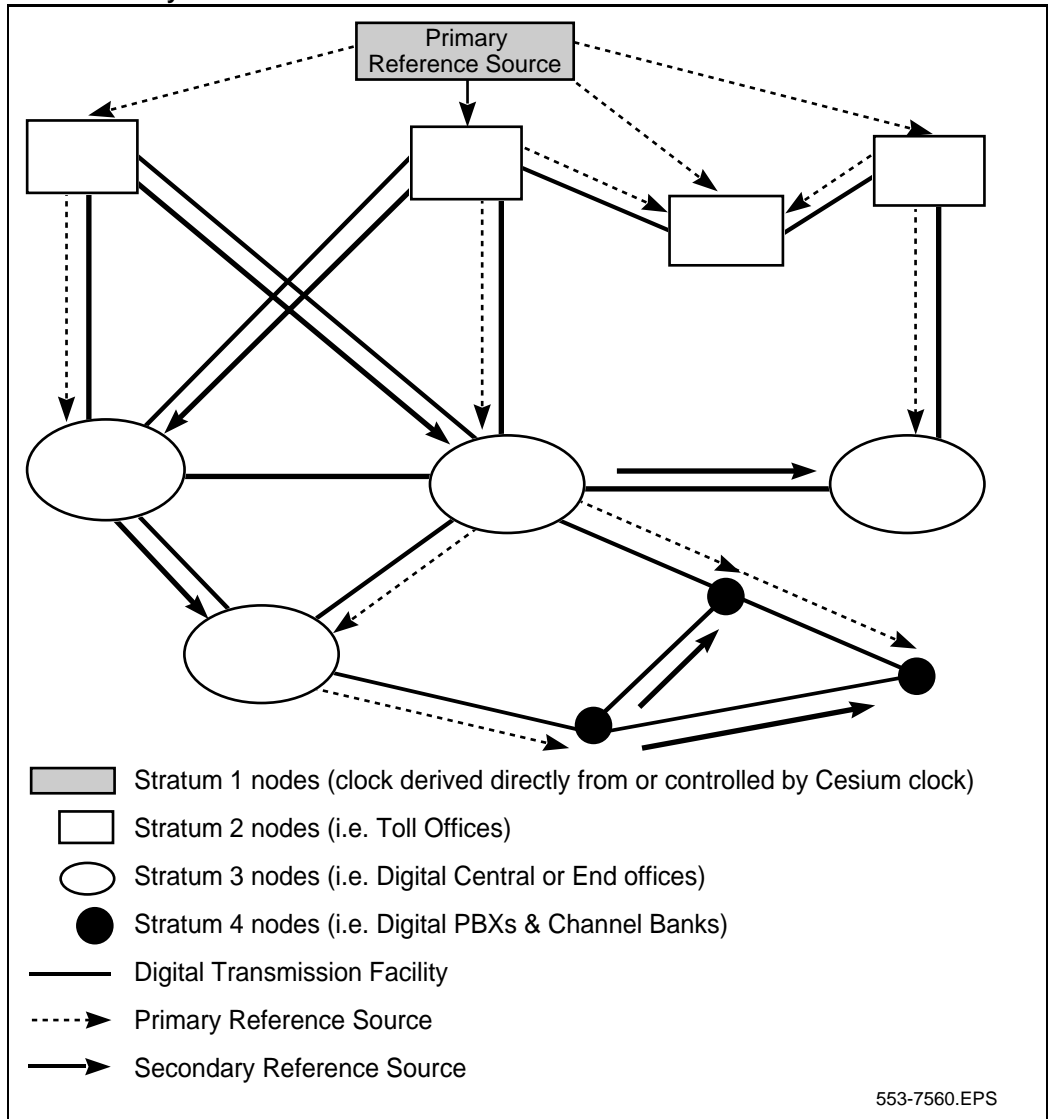 Primary
Reference Source
Stratum 1 nodes (clock derived directly from or controlled by Cesium clock)
Stratum 2 nodes (i.e. Toll Offices)
Stratum 3 nodes (i.e. Digital Central or End offices)
Stratum 4 nodes (i.e. Digital PBXs & Channel Banks)
Digital Transmission Facility
Primary Reference Source
Secondary Reference Source
553-7560.EPS